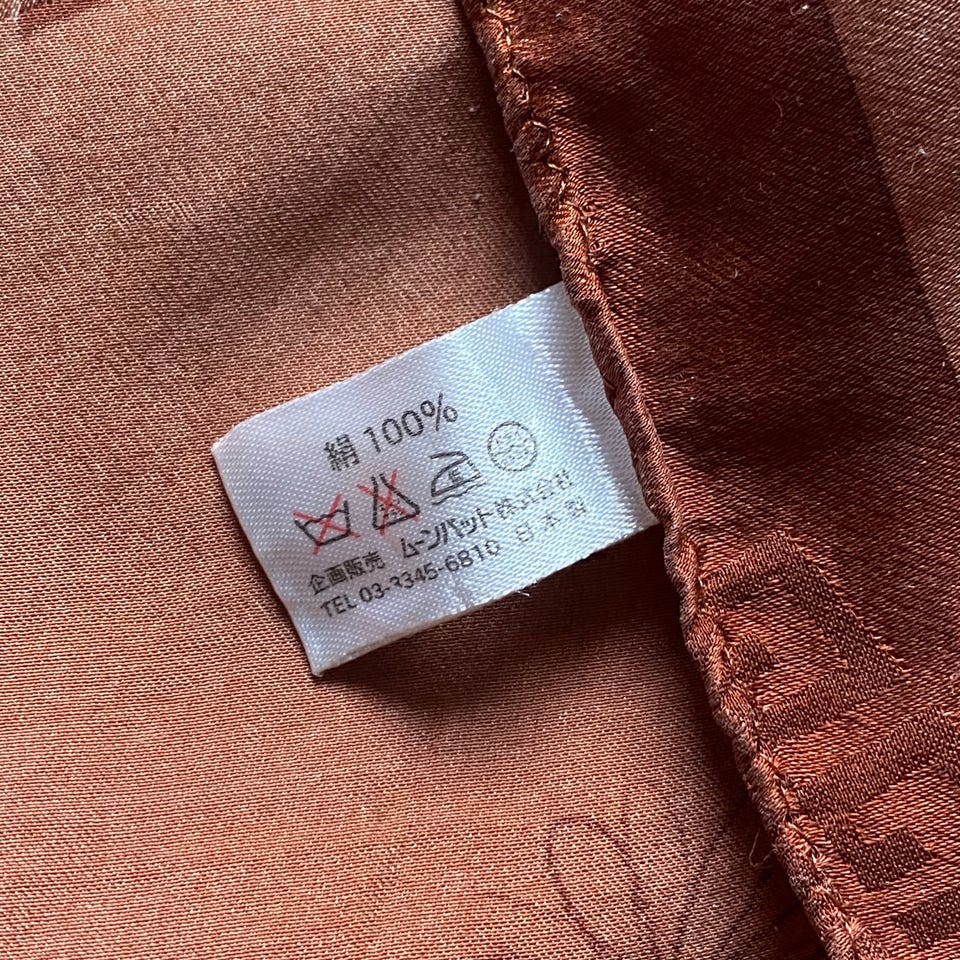 絹 100%
企画販売 ムーンバット株式会社
TEL 03-3345-6816 日本製